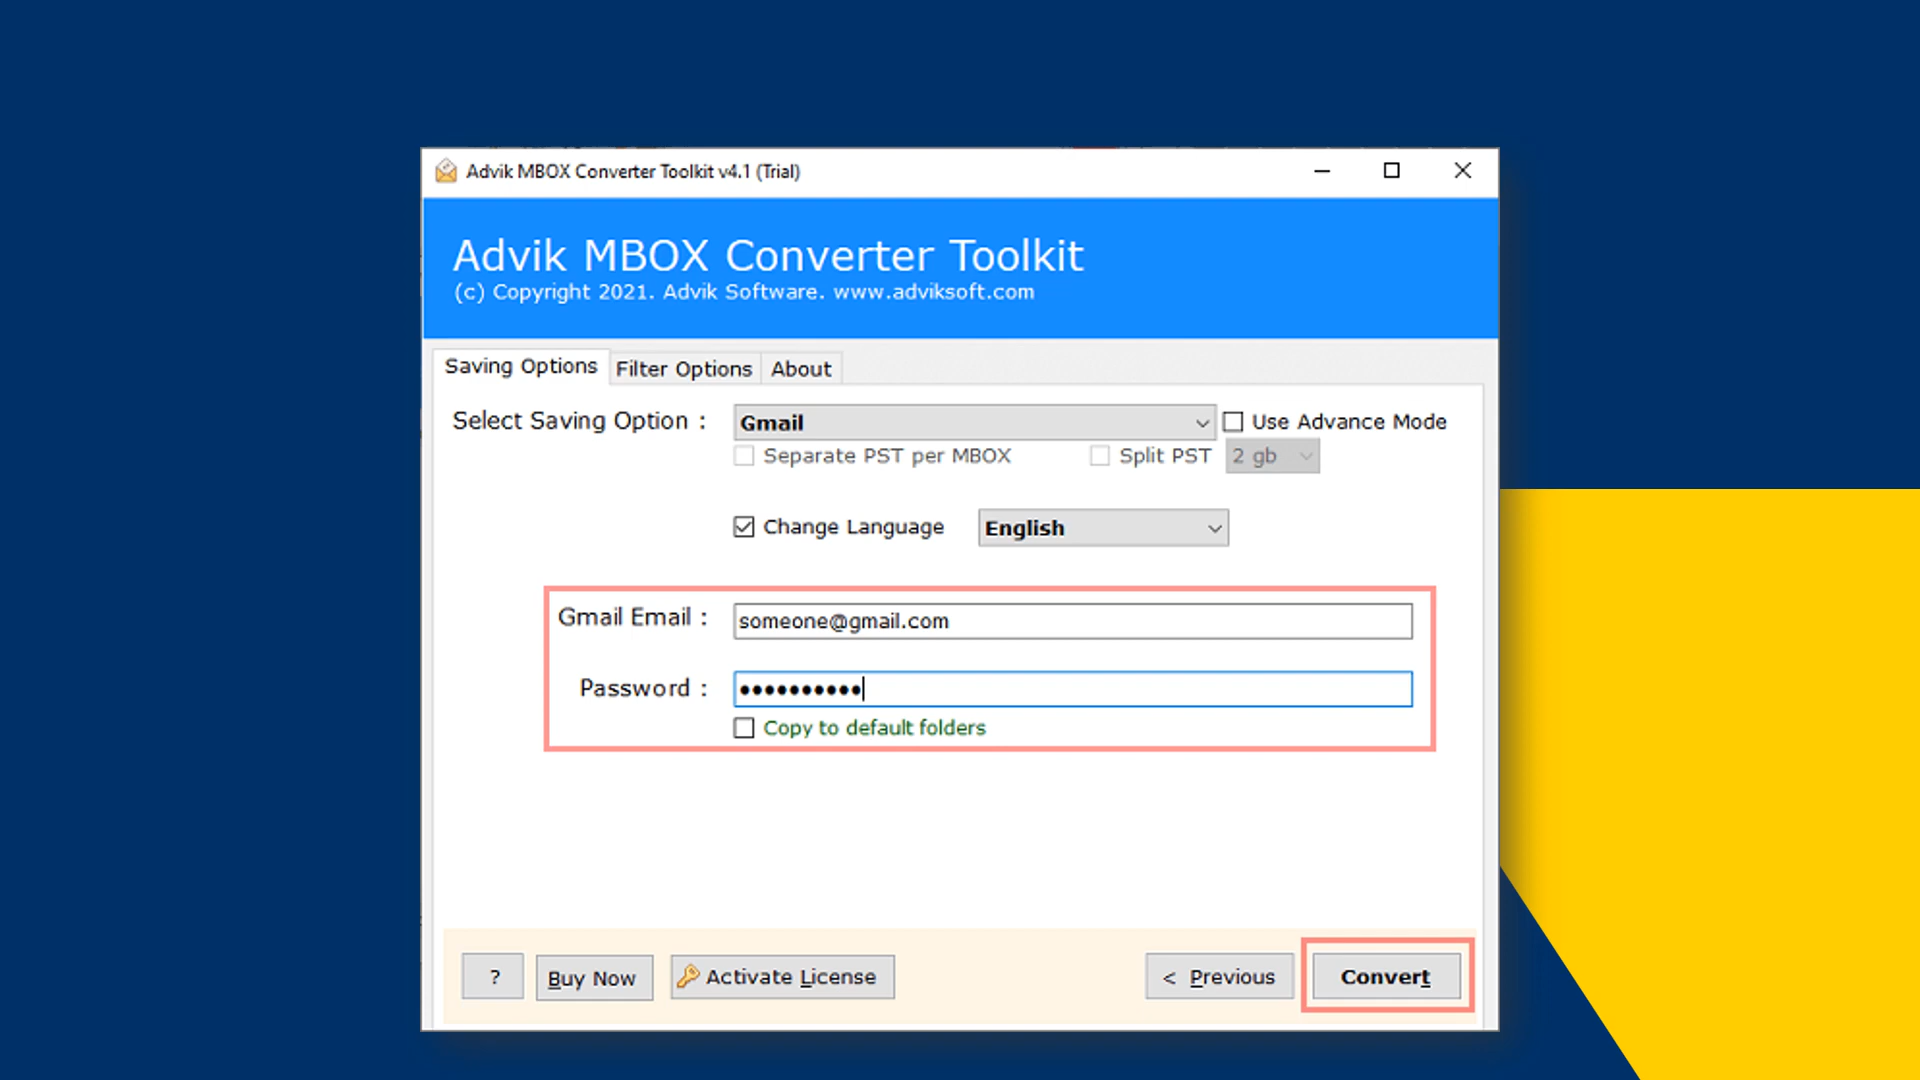 Advik MBOX Converter Toolkit v4.1 (Trial)
Advik MBOX Converter Toolkit
(c) Copyright 2021. Advik Software. www.adviksoft.com
Saving Options Filter Options About
Select Saving Option : Gmail Use Advance Mode
Separate PST per MBOX Split PST 2 gb
Change Language English
Gmail Email : someone@gmail.com
Password : ••••••••••
Copy to default folders
? Buy Now Activate License < Previous Convert